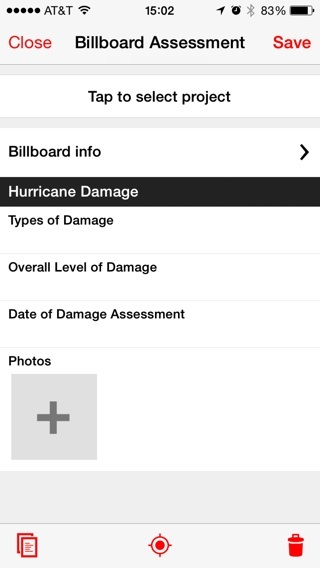 AT&T 15:02 83%
Close Billboard Assessment Save
Tap to select project
Billboard info
Hurricane Damage
Types of Damage
Overall Level of Damage
Date of Damage Assessment
Photos